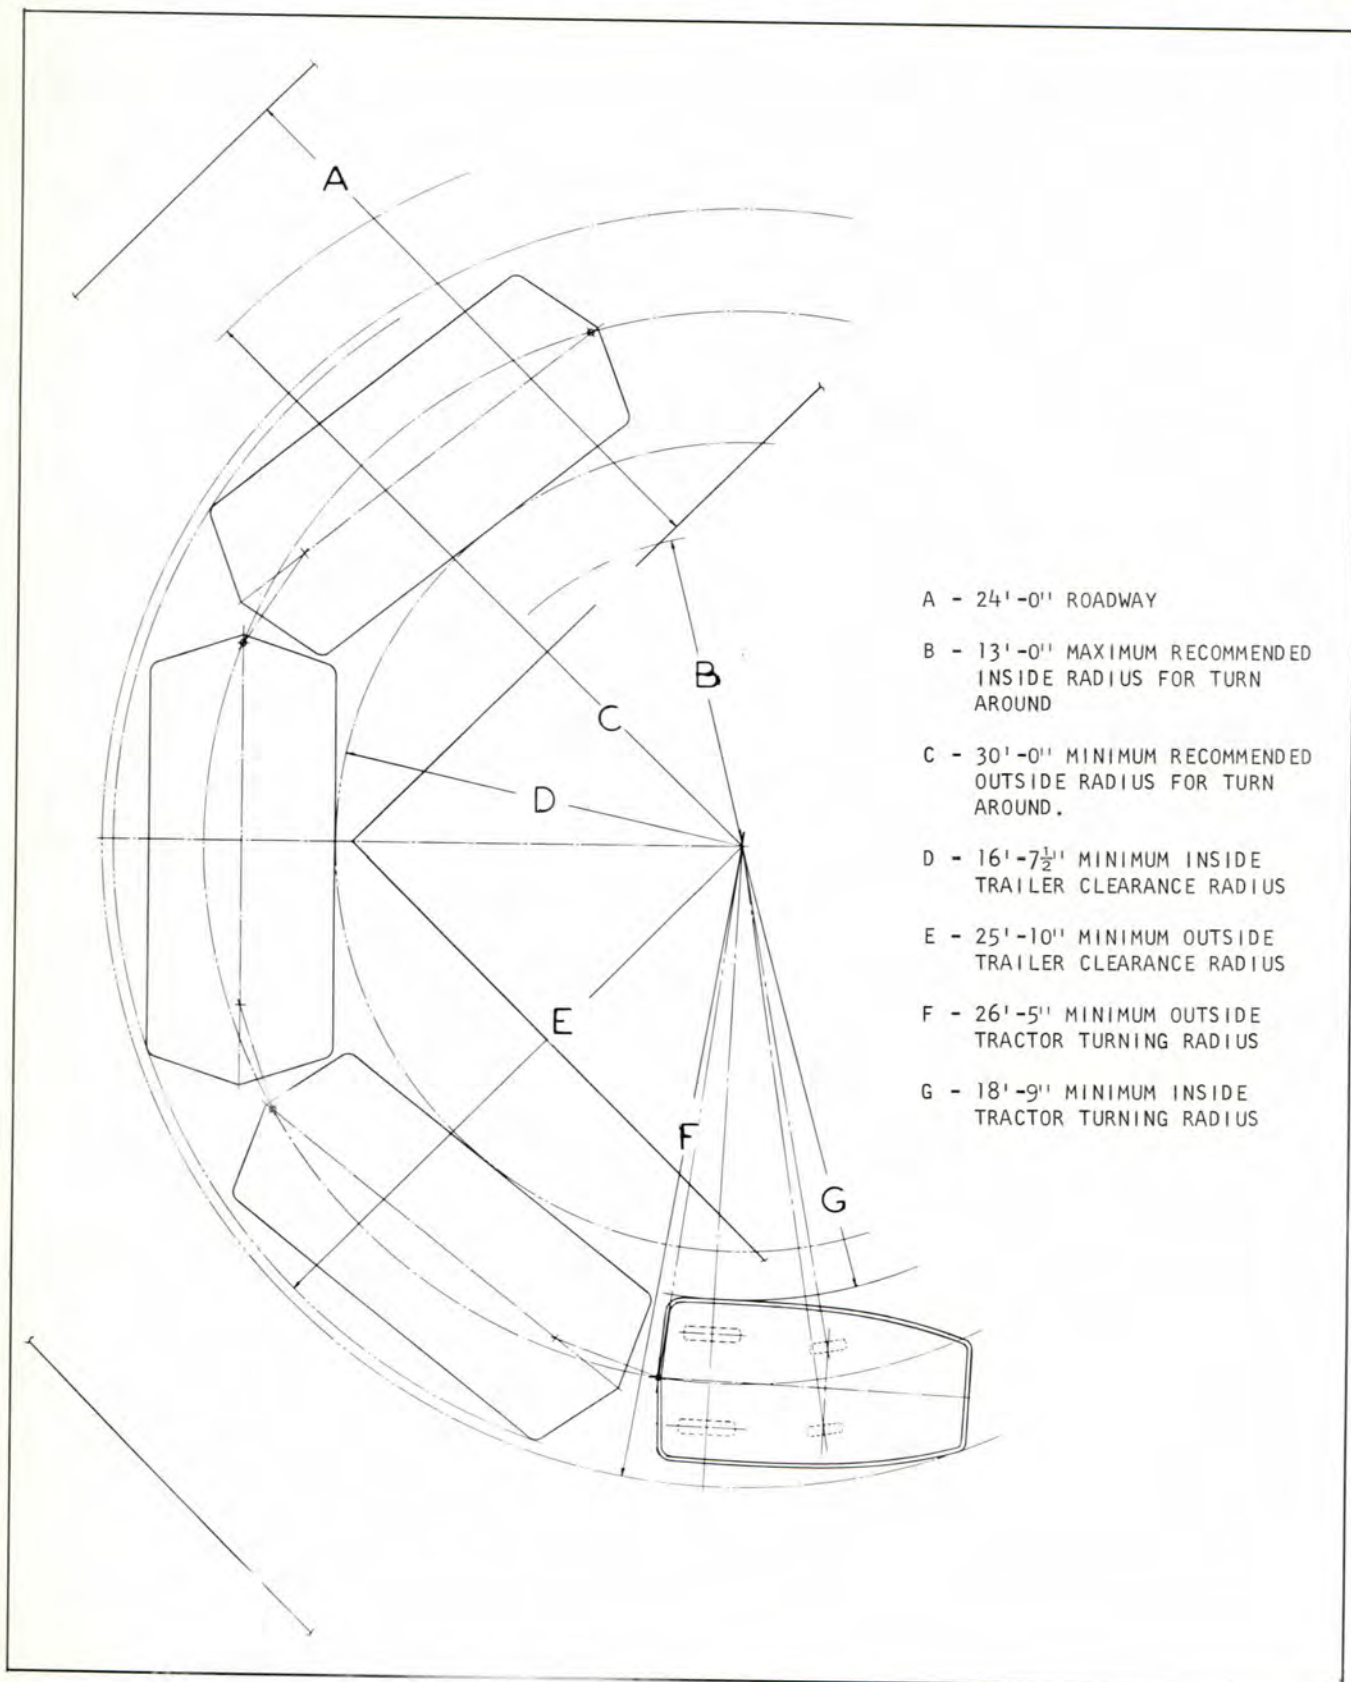 A
B
C
D
E
F
G
A - 24'-0" ROADWAY
B - 13'-0" MAXIMUM RECOMMENDED
INSIDE RADIUS FOR TURN
AROUND
C - 30'-0" MINIMUM RECOMMENDED
OUTSIDE RADIUS FOR TURN
AROUND.
D - 16'-7½" MINIMUM INSIDE
TRAILER CLEARANCE RADIUS
E - 25'-10" MINIMUM OUTSIDE
TRAILER CLEARANCE RADIUS
F - 26'-5" MINIMUM OUTSIDE
TRACTOR TURNING RADIUS
G - 18'-9" MINIMUM INSIDE
TRACTOR TURNING RADIUS